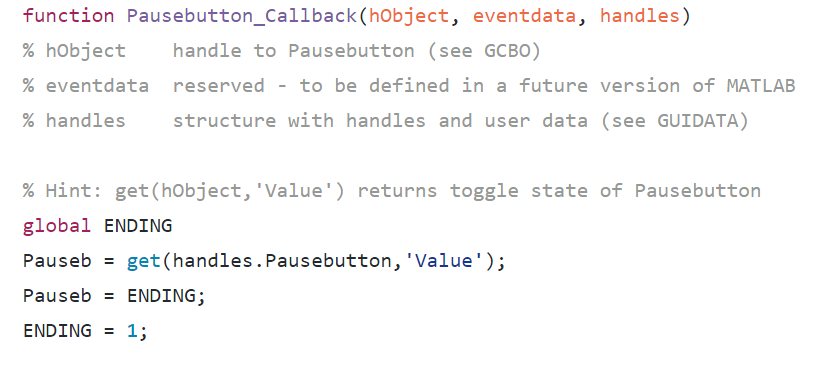 function Pausebutton_Callback(hObject, eventdata, handles)
% hObject    handle to Pausebutton (see GCBO)
% eventdata  reserved - to be defined in a future version of MATLAB
% handles    structure with handles and user data (see GUIDATA)
% Hint: get(hObject,'Value') returns toggle state of Pausebutton
global ENDING
Pauseb = get(handles.Pausebutton,'Value');
Pauseb = ENDING;
ENDING = 1;